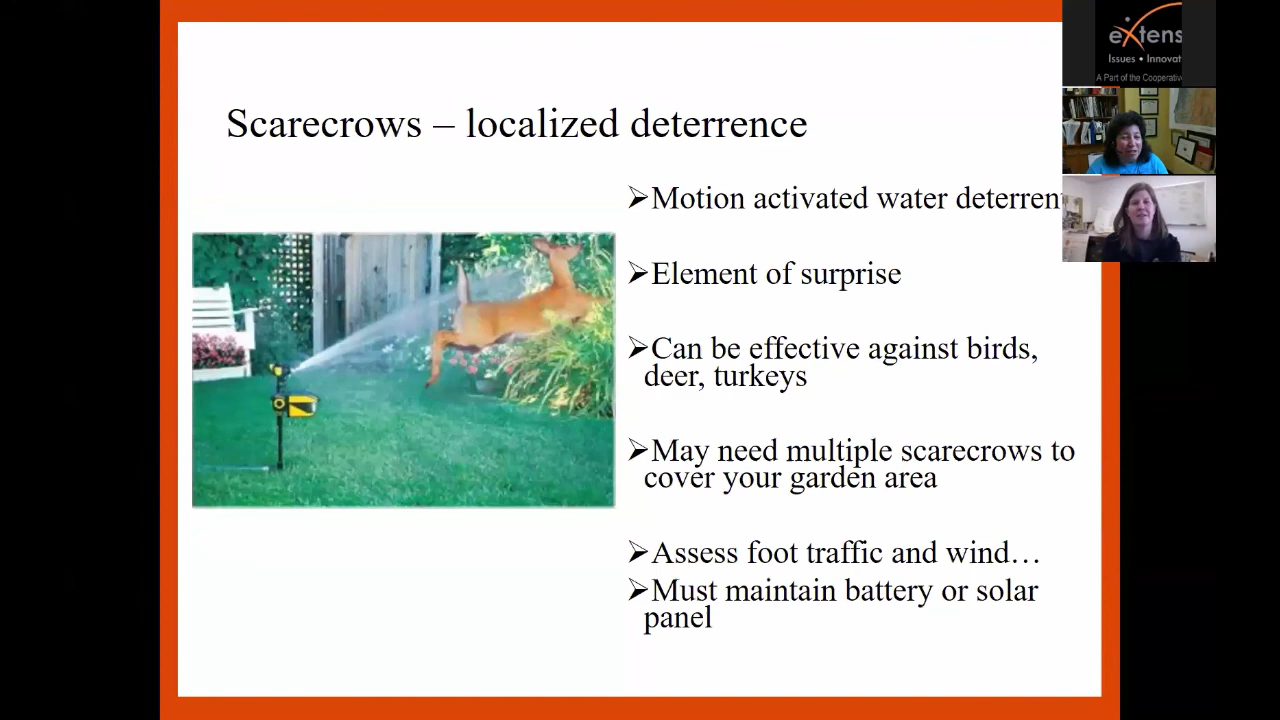 Scarecrows – localized deterrence
➢Motion activated water deterrent
➢Element of surprise
➢Can be effective against birds,
deer, turkeys
➢May need multiple scarecrows to
cover your garden area
➢Assess foot traffic and wind…
➢Must maintain battery or solar
panel
eXtens
Issues • Innovat
A Part of the Cooperative